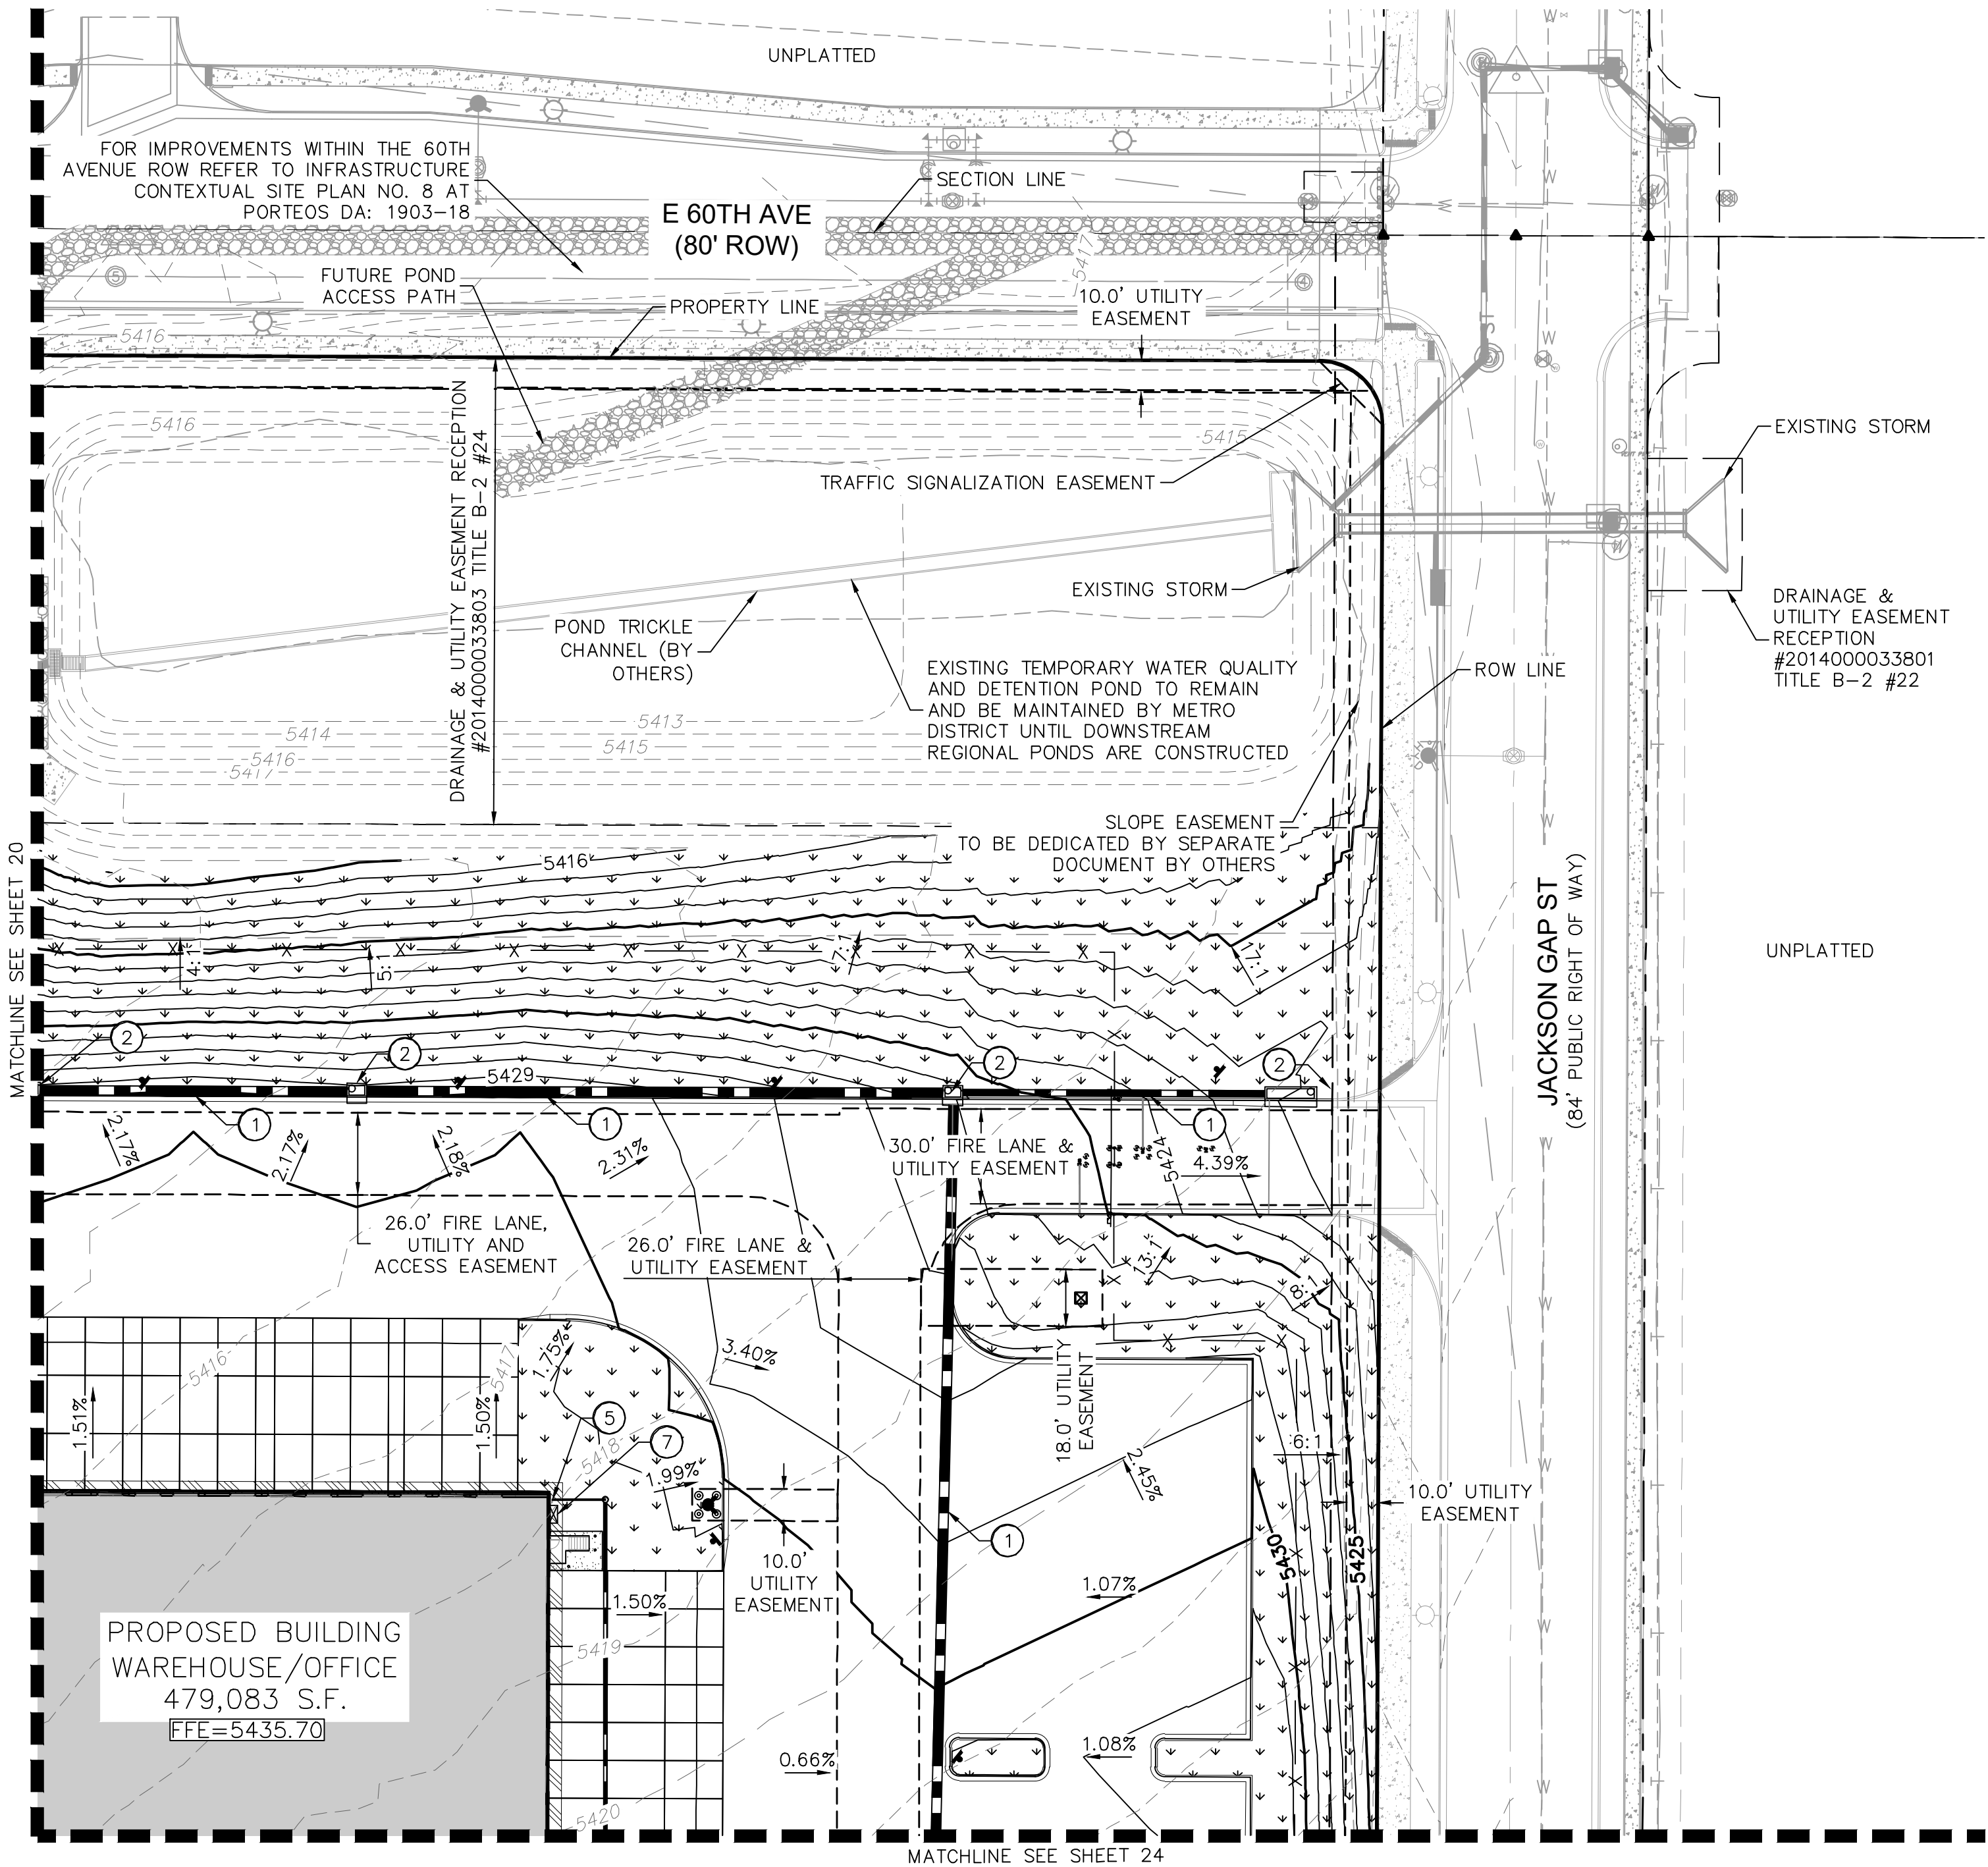 UNPLATTED
FOR IMPROVEMENTS WITHIN THE 60TH
AVENUE ROW REFER TO INFRASTRUCTURE
CONTEXTUAL SITE PLAN NO. 8 AT
PORTEOS DA: 1903-18
SECTION LINE
E 60TH AVE
(80' ROW)
5
FUTURE POND
ACCESS PATH
PROPERTY LINE
10.0' UTILITY
EASEMENT
5417
4
ST
5416
5416
5415
DRAINAGE & UTILITY EASEMENT RECEPTION
#2014000033803 TITLE B-2 #24
TRAFFIC SIGNALIZATION EASEMENT
EXISTING STORM
EXISTING STORM
POND TRICKLE
CHANNEL (BY
OTHERS)
EXISTING TEMPORARY WATER QUALITY
AND DETENTION POND TO REMAIN
AND BE MAINTAINED BY METRO
DISTRICT UNTIL DOWNSTREAM
REGIONAL PONDS ARE CONSTRUCTED
DRAINAGE &
UTILITY EASEMENT
RECEPTION
#2014000033801
TITLE B-2 #22
ROW LINE
5413
5414
5415
5416
5417
SLOPE EASEMENT
TO BE DEDICATED BY SEPARATE
DOCUMENT BY OTHERS
MATCHLINE SEE SHEET 20
5416
4:1
5:1
7:1
17:1
JACKSON GAP ST
(84' PUBLIC RIGHT OF WAY)
UNPLATTED
2
2
2
2
5429
1
1
1
2.17%
2.17%
2.18%
2.31%
30.0' FIRE LANE &
UTILITY EASEMENT
5424
4.39%
26.0' FIRE LANE,
UTILITY AND
ACCESS EASEMENT
26.0' FIRE LANE &
UTILITY EASEMENT
13:1
8:1
18.0' UTILITY
EASEMENT
3.40%
1.75%
5416
5417
1.51%
1.50%
5
5418
7
1.99%
2.45%
6:1
10.0' UTILITY
EASEMENT
1
10.0'
UTILITY
EASEMENT
5430
5425
1.07%
1.50%
5419
PROPOSED BUILDING
WAREHOUSE/OFFICE
479,083 S.F.
FFE=5435.70
0.66%
1.08%
5420
MATCHLINE SEE SHEET 24